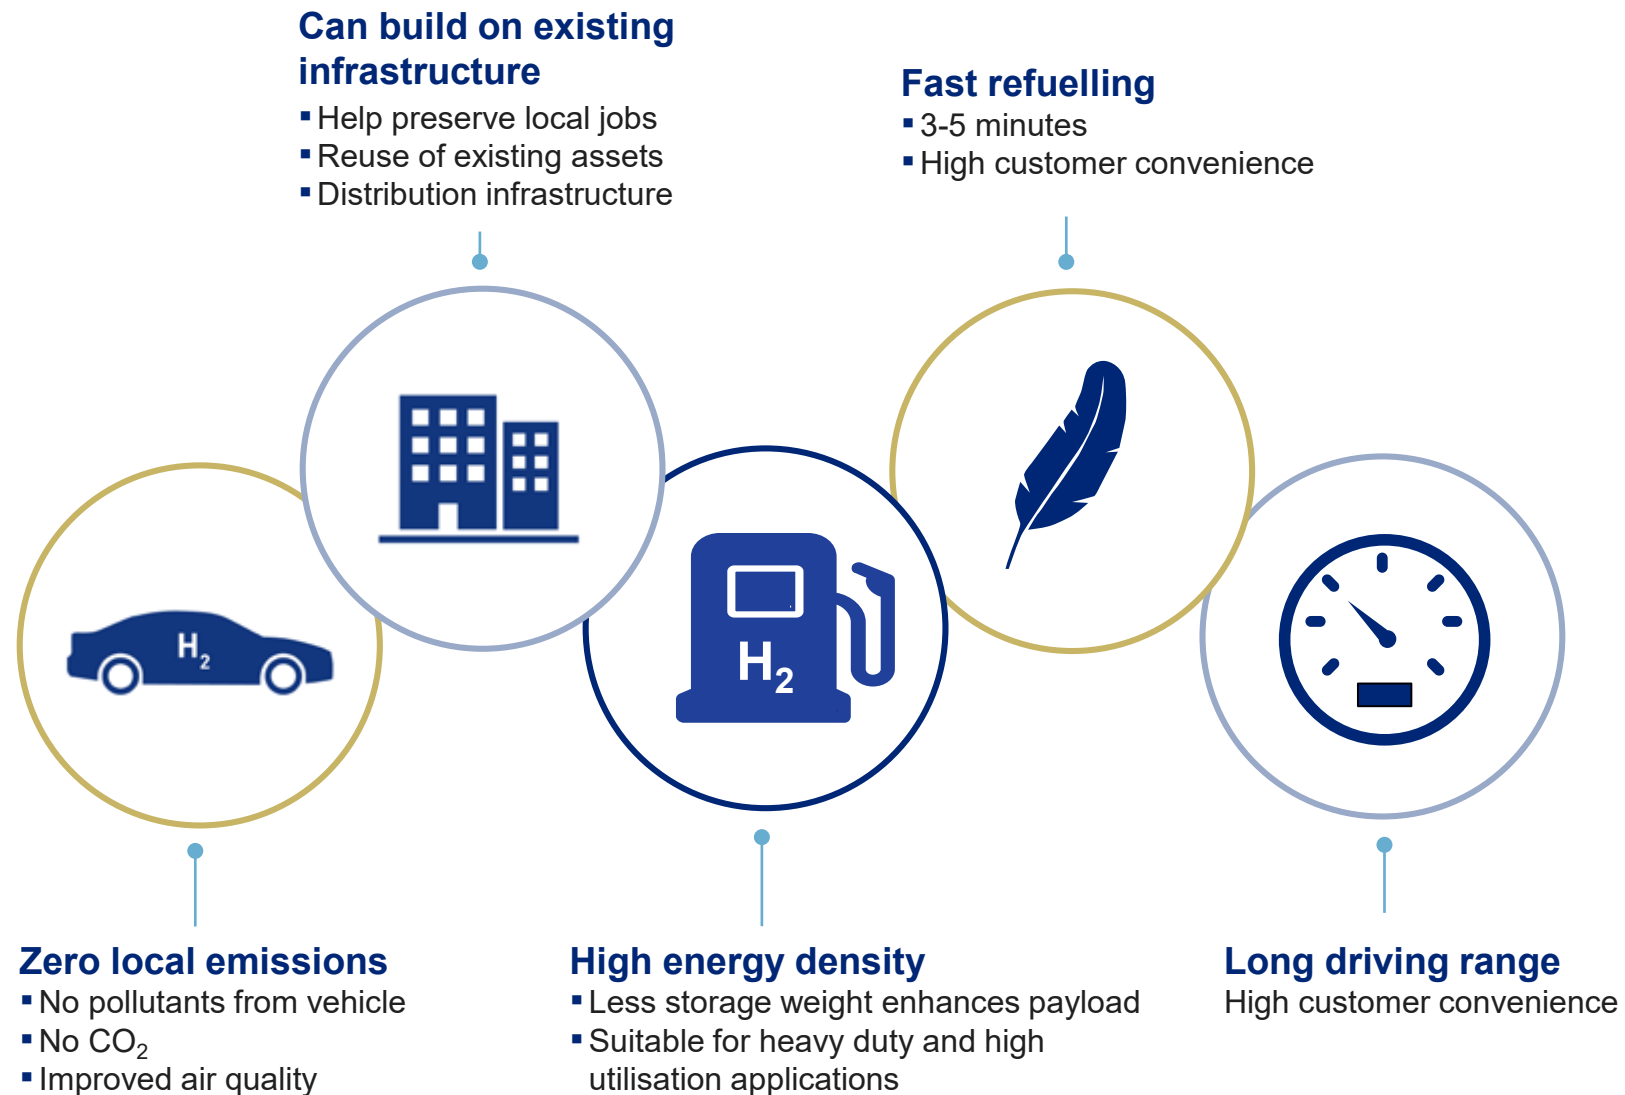 Can build on existing
infrastructure
▪ Help preserve local jobs
▪ Reuse of existing assets
▪ Distribution infrastructure
Fast refuelling
▪ 3-5 minutes
▪ High customer convenience
H₂
H₂
Zero local emissions
▪ No pollutants from vehicle
▪ No CO₂
▪ Improved air quality
High energy density
▪ Less storage weight enhances payload
▪ Suitable for heavy duty and high
utilisation applications
Long driving range
High customer convenience